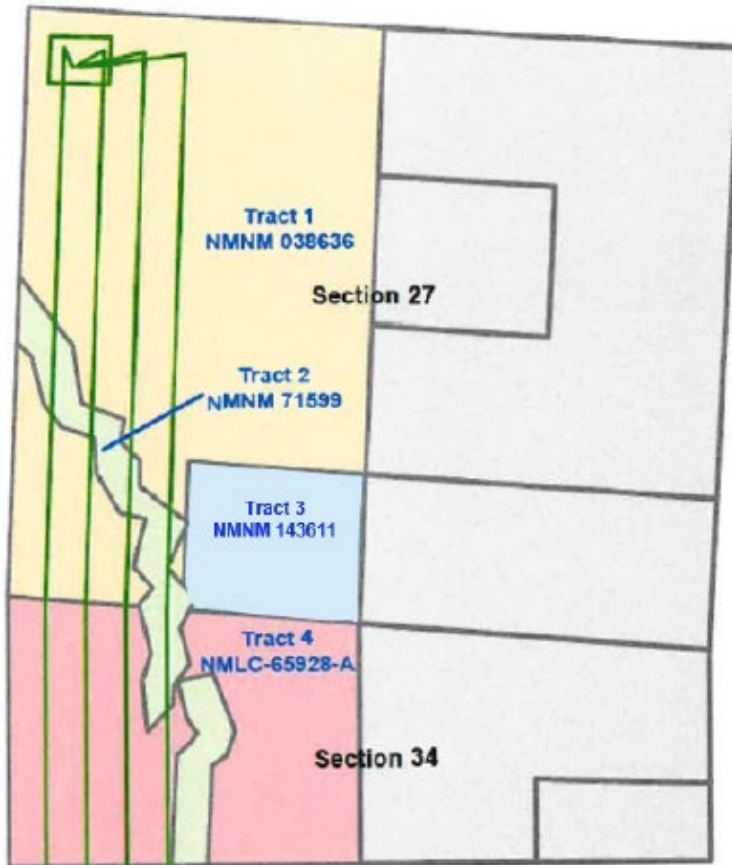 Tract 1
NMNM 038636
Section 27
Tract 2
NMNM 71599
Tract 3
NMNM 143611
Tract 4
NMLC-65928-A
Section 34